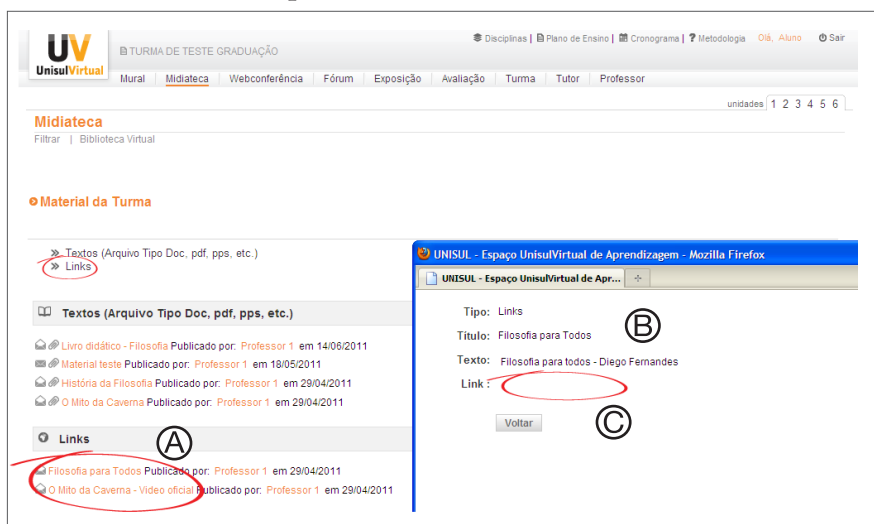 UV
UnisulVirtual
TURMA DE TESTE GRADUAÇÃO
Disciplinas | Plano de Ensino | Cronograma | ? Metodologia Olá, Aluno Sair
Mural Midiateca Webconferência Fórum Exposição Avaliação Turma Tutor Professor
unidades 1 2 3 4 5 6
Midiateca
Filtrar | Biblioteca Virtual
Material da Turma
Textos (Arquivo Tipo Doc, pdf, pps, etc.)
Links
Textos (Arquivo Tipo Doc, pdf, pps, etc.)
Livro didático - Filosofia Publicado por: Professor 1 em 14/06/2011
Material teste Publicado por: Professor 1 em 18/05/2011
História da Filosofia Publicado por: Professor 1 em 29/04/2011
O Mito da Caverna Publicado por: Professor 1 em 29/04/2011
Links
A
Filosofia para Todos Publicado por: Professor 1 em 29/04/2011
O Mito da Caverna - Video oficial Publicado por: Professor 1 em 29/04/2011
UNISUL - Espaço UnisulVirtual de Aprendizagem - Mozilla Firefox
UNISUL - Espaço UnisulVirtual de Apr...
Tipo: Links
B
Título: Filosofia para Todos
Texto: Filosofia para todos - Diego Fernandes
Link :
Voltar
C